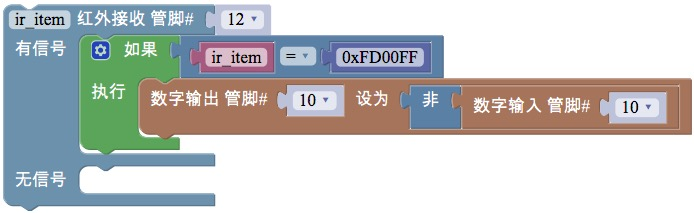 ir_item 红外接收 管脚# 12
有信号 如果 ir_item = 0xFD00FF
执行 数字输出 管脚# 10 设为 非 数字输入 管脚# 10
无信号